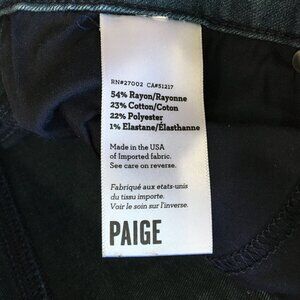 RN#27002 CA#51217
54% Rayon/Rayonne
23% Cotton/Coton
22% Polyester
1% Elastane/Élasthanne
Made in the USA
of Imported fabric.
See care on reverse.
Fabriqué aux etats-unis
du tissu importe.
Voir le soin sur l'inverse.
PAIGE